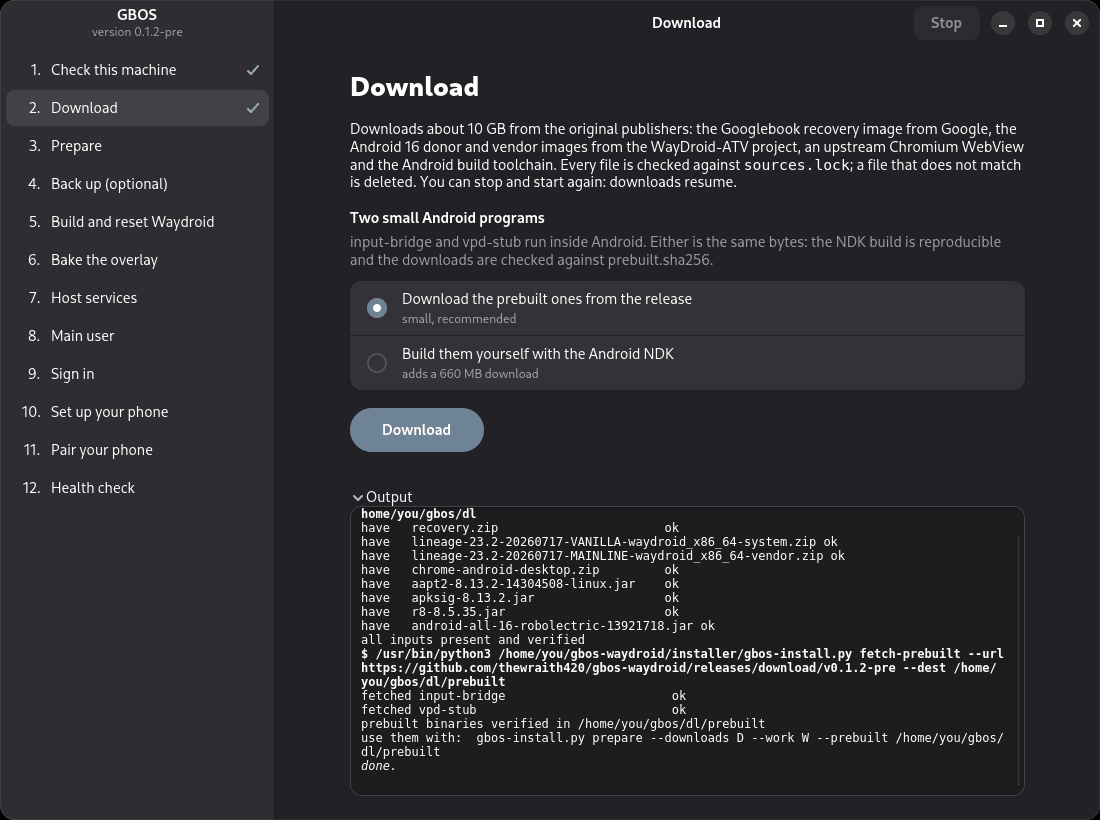 GBOS
version 0.1.2-pre
1. Check this machine
2. Download
3. Prepare
4. Back up (optional)
5. Build and reset Waydroid
6. Bake the overlay
7. Host services
8. Main user
9. Sign in
10. Set up your phone
11. Pair your phone
12. Health check
Download
Stop
Download
Downloads about 10 GB from the original publishers: the Googlebook recovery image from Google, the
Android 16 donor and vendor images from the WayDroid-ATV project, an upstream Chromium WebView
and the Android build toolchain. Every file is checked against sources.lock; a file that does not match
is deleted. You can stop and start again: downloads resume.
Two small Android programs
input-bridge and vpd-stub run inside Android. Either is the same bytes: the NDK build is reproducible
and the downloads are checked against prebuilt.sha256.
Download the prebuilt ones from the release
small, recommended
Build them yourself with the Android NDK
adds a 660 MB download
Download
Output
home/you/gbos/dl
have   recovery.zip                       ok
have   lineage-23.2-20260717-VANILLA-waydroid_x86_64-system.zip ok
have   lineage-23.2-20260717-MAINLINE-waydroid_x86_64-vendor.zip ok
have   chrome-android-desktop.zip         ok
have   aapt2-8.13.2-14304508-linux.jar    ok
have   apksig-8.13.2.jar                  ok
have   r8-8.5.35.jar                      ok
have   android-all-16-robolectric-13921718.jar ok
all inputs present and verified
$ /usr/bin/python3 /home/you/gbos-waydroid/installer/gbos-install.py fetch-prebuilt --url
https://github.com/thewraith420/gbos-waydroid/releases/download/v0.1.2-pre --dest /home/
you/gbos/dl/prebuilt
fetched input-bridge                       ok
fetched vpd-stub                           ok
prebuilt binaries verified in /home/you/gbos/dl/prebuilt
use them with:  gbos-install.py prepare --downloads D --work W --prebuilt /home/you/gbos/
dl/prebuilt
done.